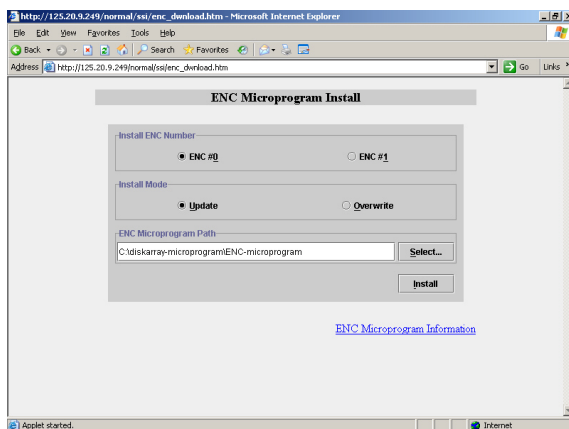 http://125.20.9.249/normal/ssi/enc_dwnload.htm - Microsoft Internet Explorer
File Edit View Favorites Tools Help
Back Search Favorites
Address http://125.20.9.249/normal/ssi/enc_dwnload.htm Go Links »
ENC Microprogram Install
Install ENC Number
ENC #0 ENC #1
Install Mode
Update Overwrite
ENC Microprogram Path
C:\diskarray-microprogram\ENC-microprogram Select...
Install
ENC Microprogram Information
Applet started. Internet